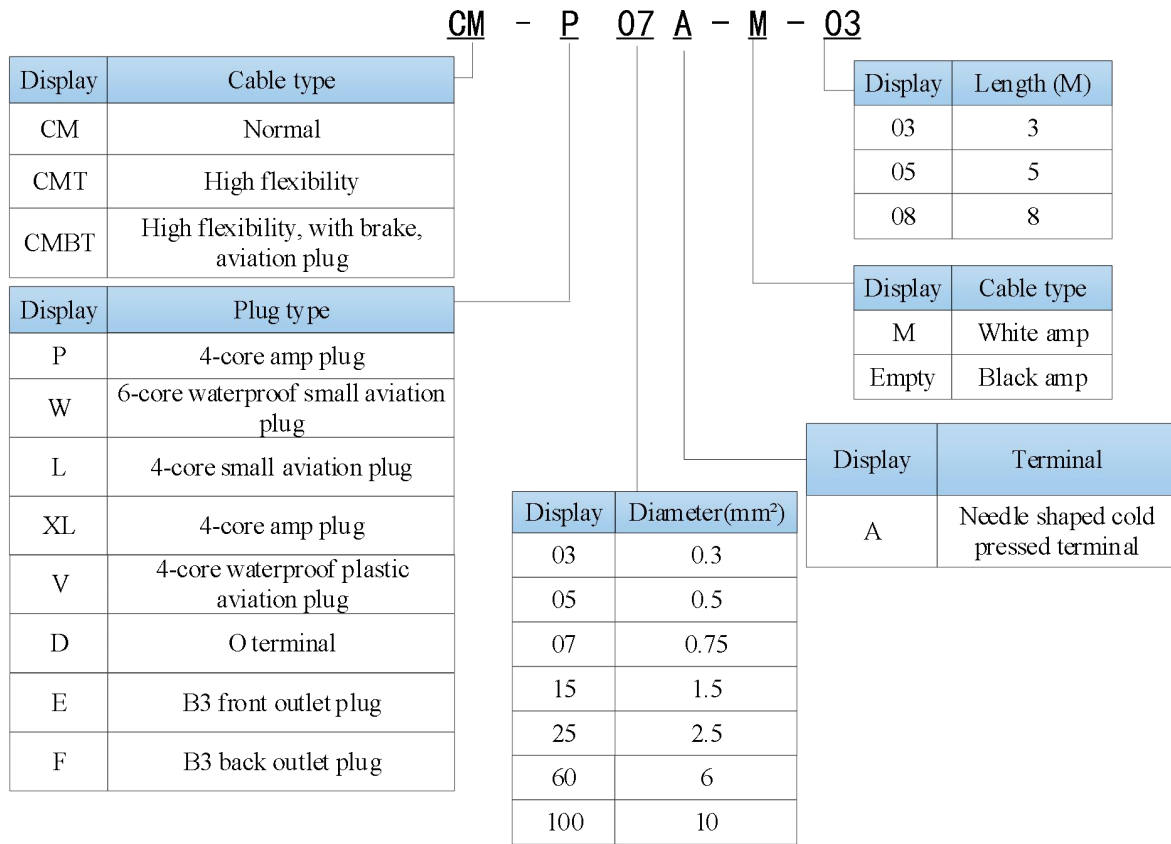 CM - P 07 A - M - 03
Display Cable type
CM Normal
CMT High flexibility
CMBT High flexibility, with brake,
aviation plug
Display Plug type
P 4-core amp plug
W 6-core waterproof small aviation
plug
L 4-core small aviation plug
XL 4-core amp plug
V 4-core waterproof plastic
aviation plug
D O terminal
E B3 front outlet plug
F B3 back outlet plug
Display Diameter(mm²)
03 0.3
05 0.5
07 0.75
15 1.5
25 2.5
60 6
100 10
Display Length (M)
03 3
05 5
08 8
Display Cable type
M White amp
Empty Black amp
Display Terminal
A Needle shaped cold
pressed terminal